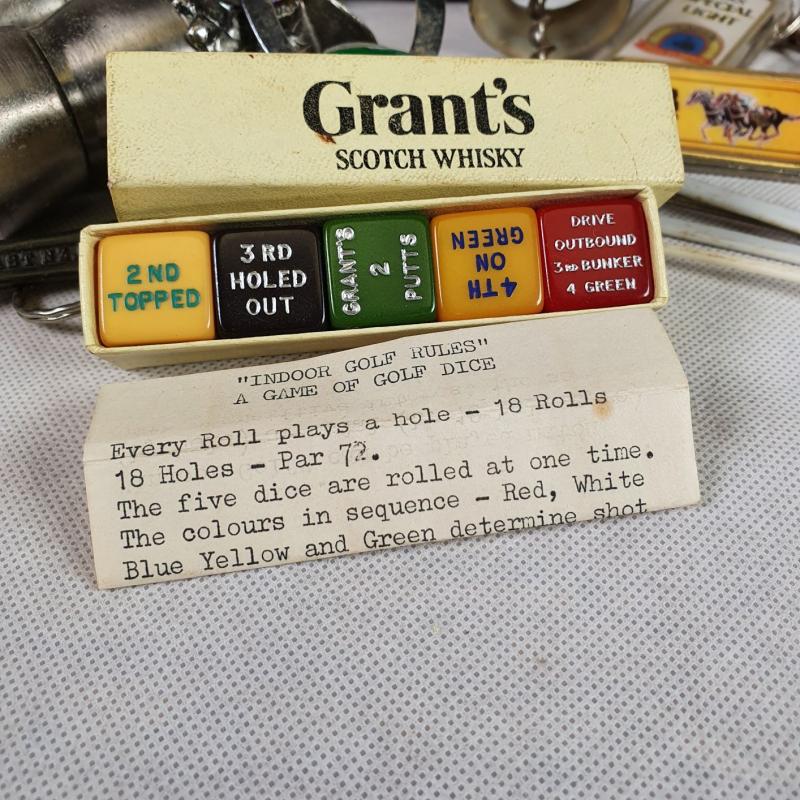 SPECIAL
LIGHT
Grant's
SCOTCH WHISKY
2ND
TOPPED
3RD
HOLED
OUT
GRANT'S
2
PUTTS
4TH
ON
GREEN
DRIVE
OUTBOUND
3RD BUNKER
4 GREEN
"INDOOR GOLF RULES"
A GAME OF GOLF DICE
Every Roll plays a hole - 18 Rolls
18 Holes - Par 72.
The five dice are rolled at one time.
The colours in sequence - Red, White
Blue Yellow and Green determine shot